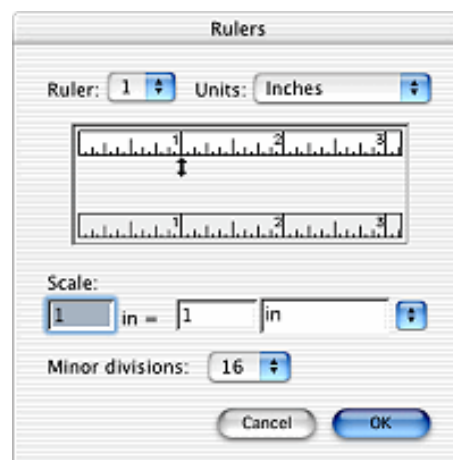 Rulers
Ruler: 1 Units: Inches
1 2 3
1 2 3
Scale:
1 in = 1 in
Minor divisions: 16
Cancel OK